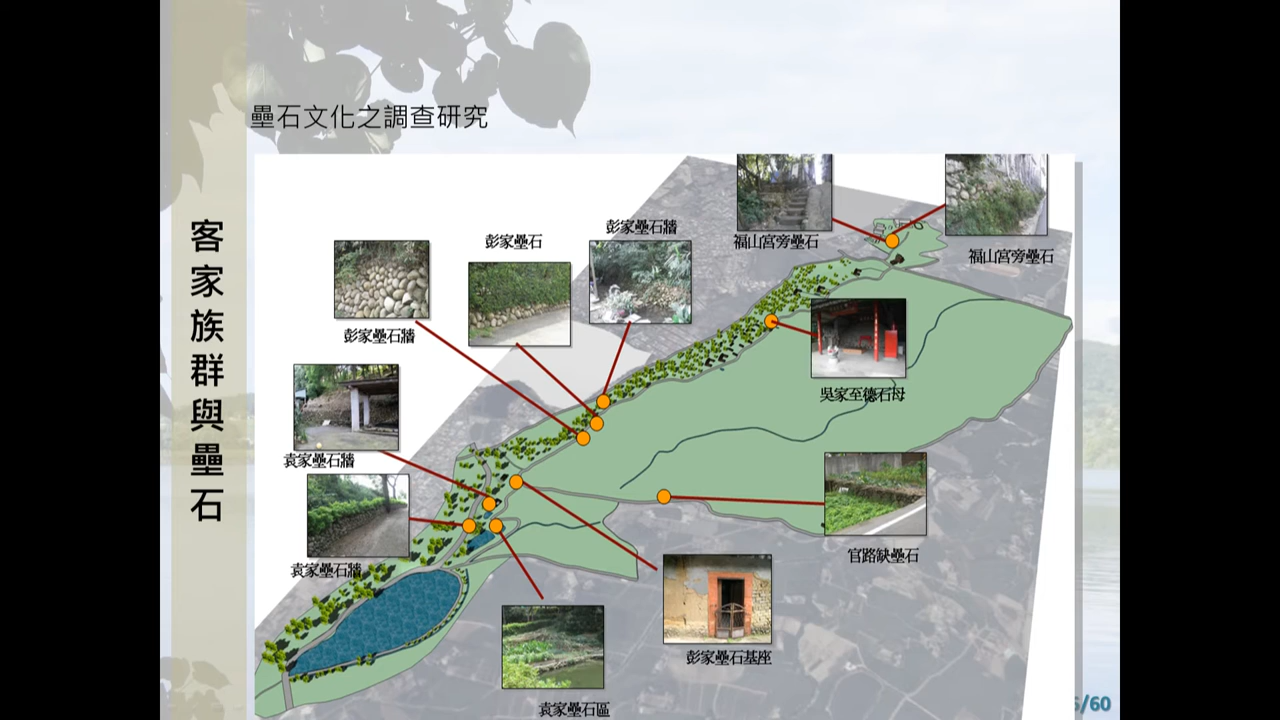 壘石文化之調查研究
客家族群與壘石
彭家壘石牆
彭家壘石
福山宮旁壘石
福山宮旁壘石
彭家壘石牆
吳家至德石母
袁家壘石牆
官路缺壘石
袁家壘石牆
彭家壘石基座
袁家壘石區
/60